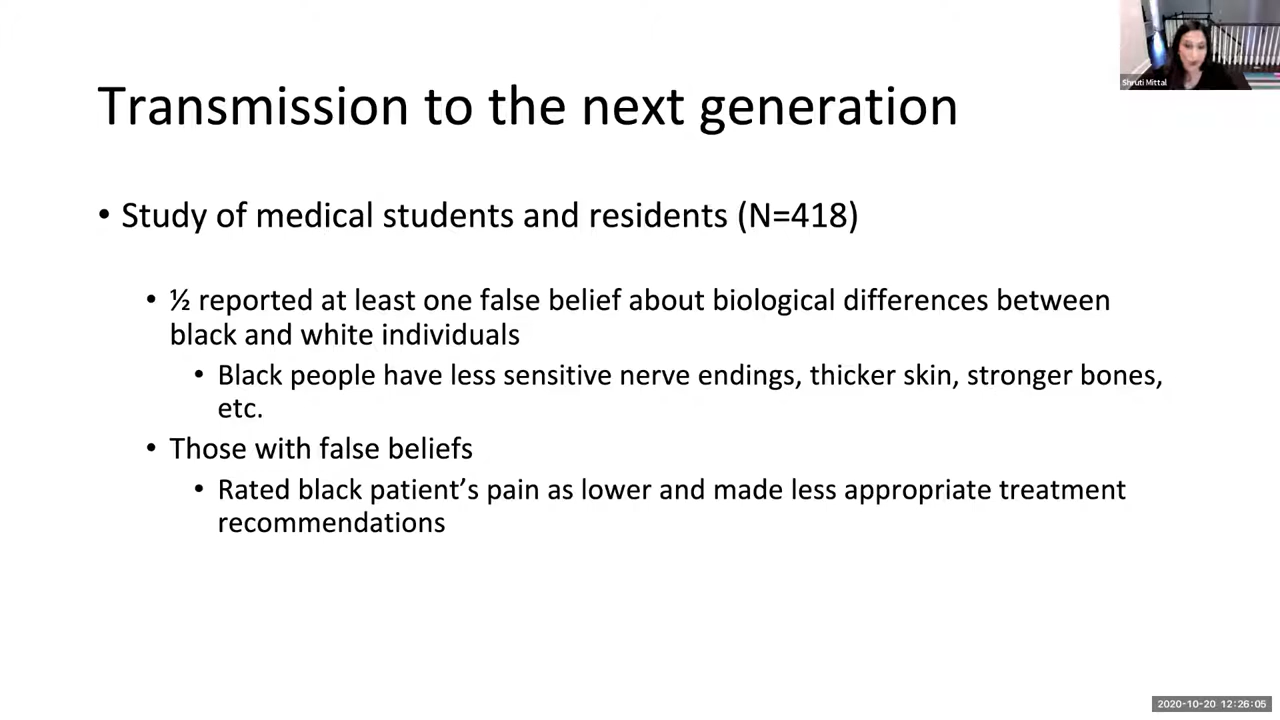 Shruti Mittal
Transmission to the next generation
• Study of medical students and residents (N=418)
• ½ reported at least one false belief about biological differences between
black and white individuals
• Black people have less sensitive nerve endings, thicker skin, stronger bones,
etc.
• Those with false beliefs
• Rated black patient’s pain as lower and made less appropriate treatment
recommendations
2020-10-20 12:26:05